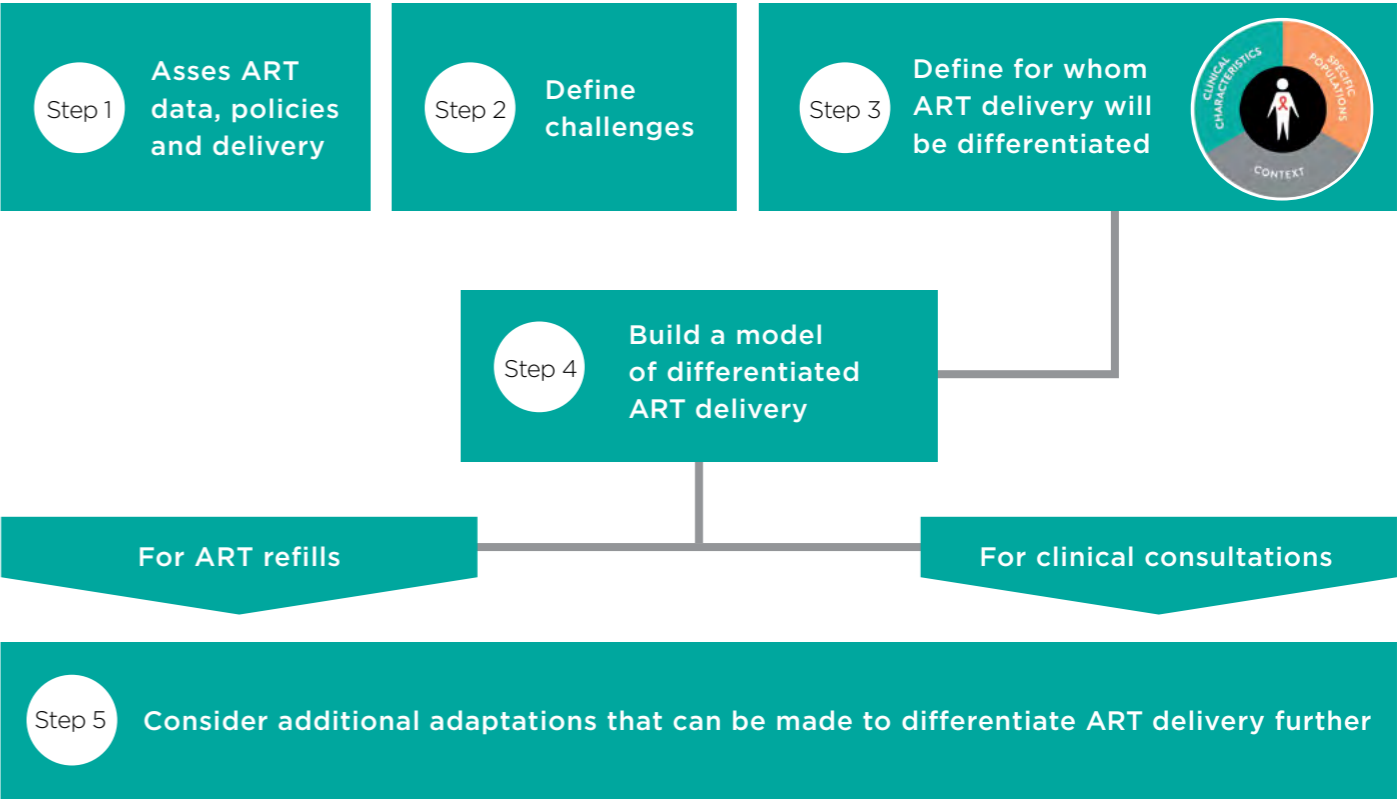 Step 1
Asses ART
data, policies
and delivery
Step 2
Define
challenges
Step 3
Define for whom
ART delivery will
be differentiated
CLINICAL
CHARACTERISTICS
SPECIFIC
POPULATIONS
CONTEXT
Step 4
Build a model
of differentiated
ART delivery
For ART refills
For clinical consultations
Step 5
Consider additional adaptations that can be made to differentiate ART delivery further